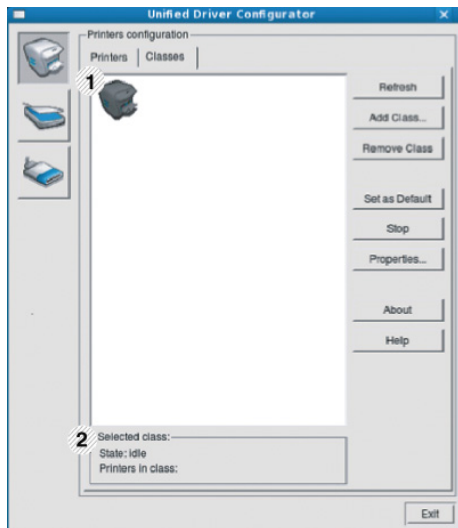 Unified Driver Configurator
Printers configuration
Printers
Classes
1
Refresh
Add Class...
Remove Class
Set as Default
Stop
Properties...
About
Help
2
Selected class:
State: idle
Printers in class:
Exit